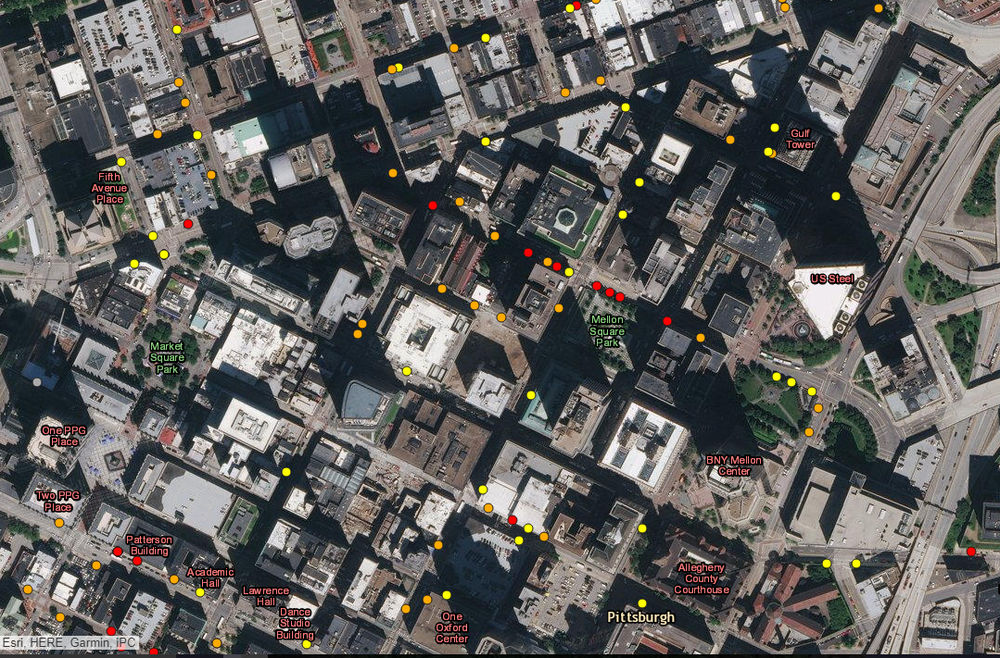 Gulf
Tower
Fifth
Avenue
Place
US Steel
Mellon
Square
Park
Market
Square
Park
One PPG
Place
BNY Mellon
Center
Two PPG
Place
Patterson
Building
Academic
Hall
Allegheny
County
Courthouse
Lawrence
Hall
Dance
Studio
Building
One
Oxford
Center
Pittsburgh
Esri, HERE, Garmin, iPC